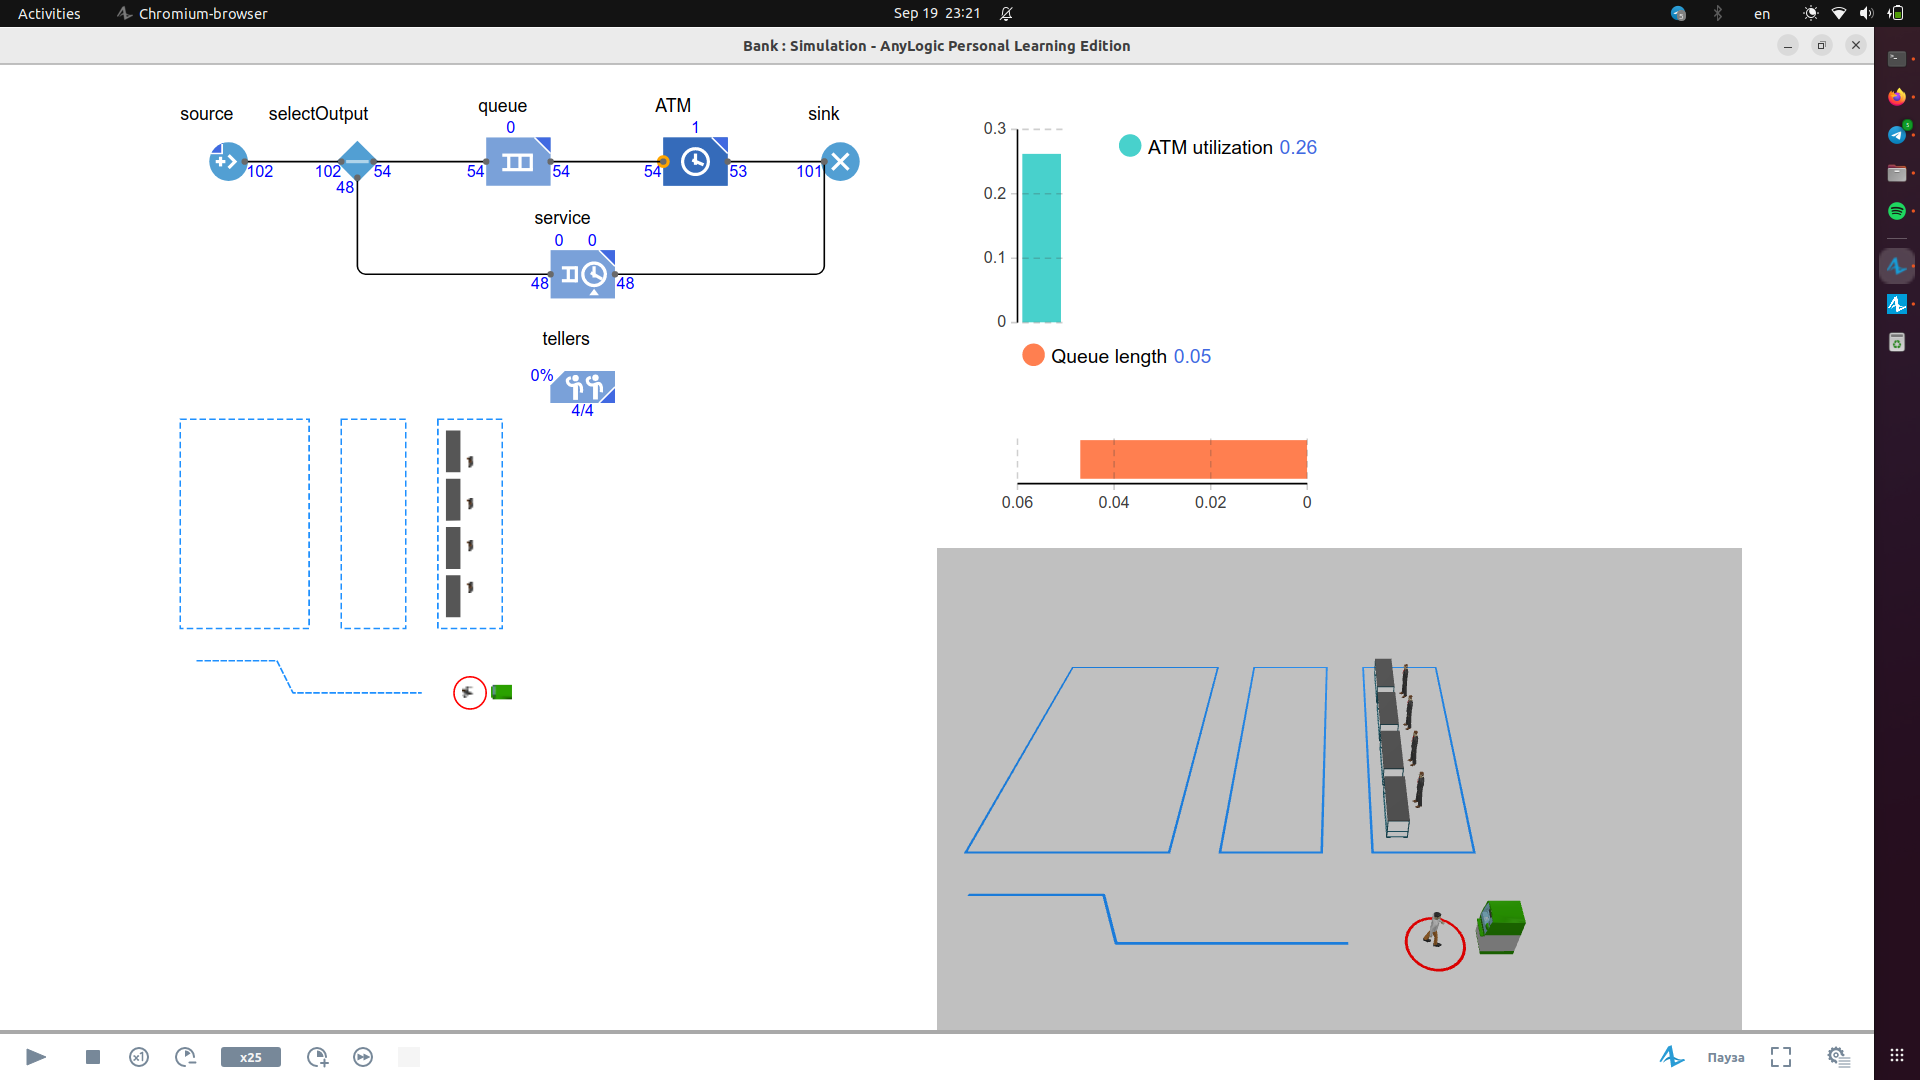 Activities
Chromium-browser
Sep 19 23:21
en
Bank : Simulation - AnyLogic Personal Learning Edition
source
selectOutput
queue
ATM
sink
0
1
102
102
54
54
54
54
53
101
48
service
0 0
48
48
tellers
0%
4/4
0.3
0.2
0.1
0
ATM utilization 0.26
Queue length 0.05
0.06
0.04
0.02
0
x1
x25
Пауза